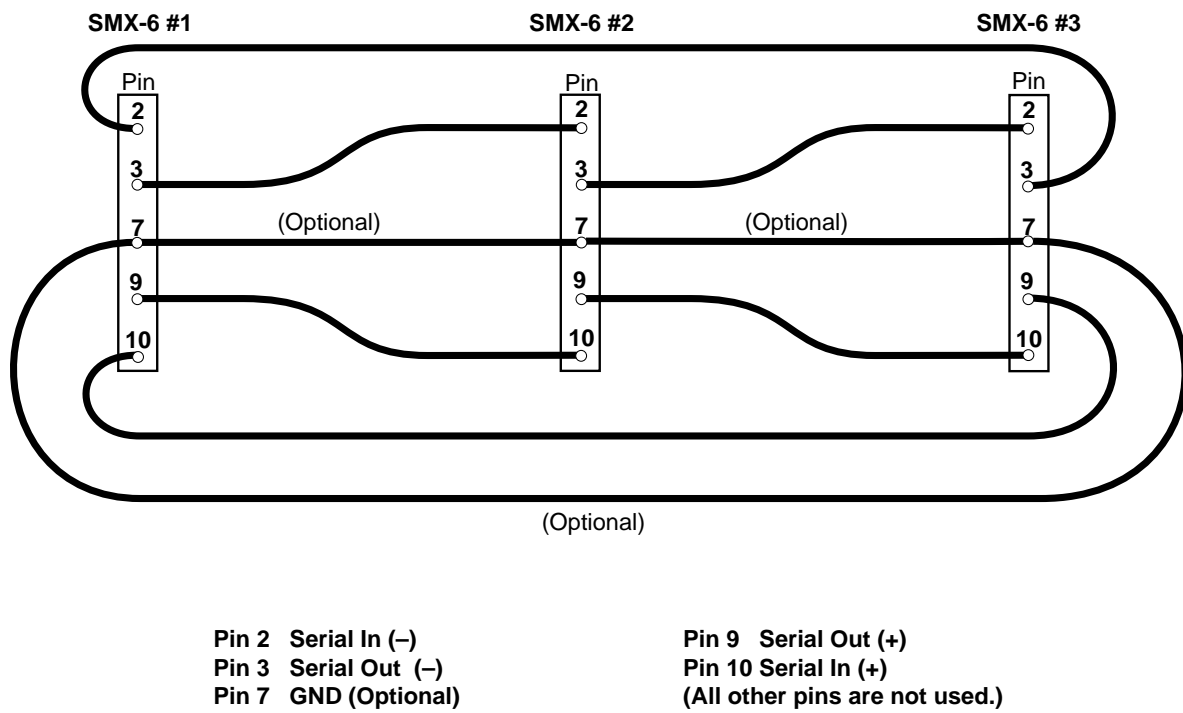 SMX-6 #1 SMX-6 #2 SMX-6 #3
Pin Pin Pin
2 2 2
3 3 3
(Optional) (Optional)
7 7 7
9 9 9
10 10 10
(Optional)
Pin 2 Serial In (–) Pin 9 Serial Out (+)
Pin 3 Serial Out (–) Pin 10 Serial In (+)
Pin 7 GND (Optional) (All other pins are not used.)